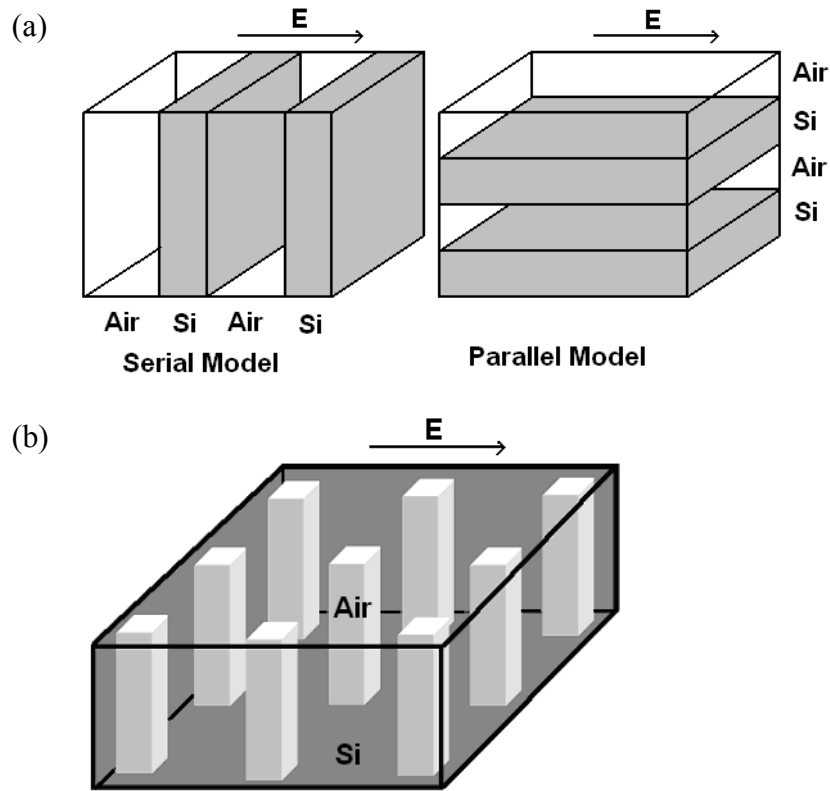 (a)
E
E
Air
Si
Air
Si
Air Si Air Si
Serial Model
Parallel Model
(b)
E
Air
Si